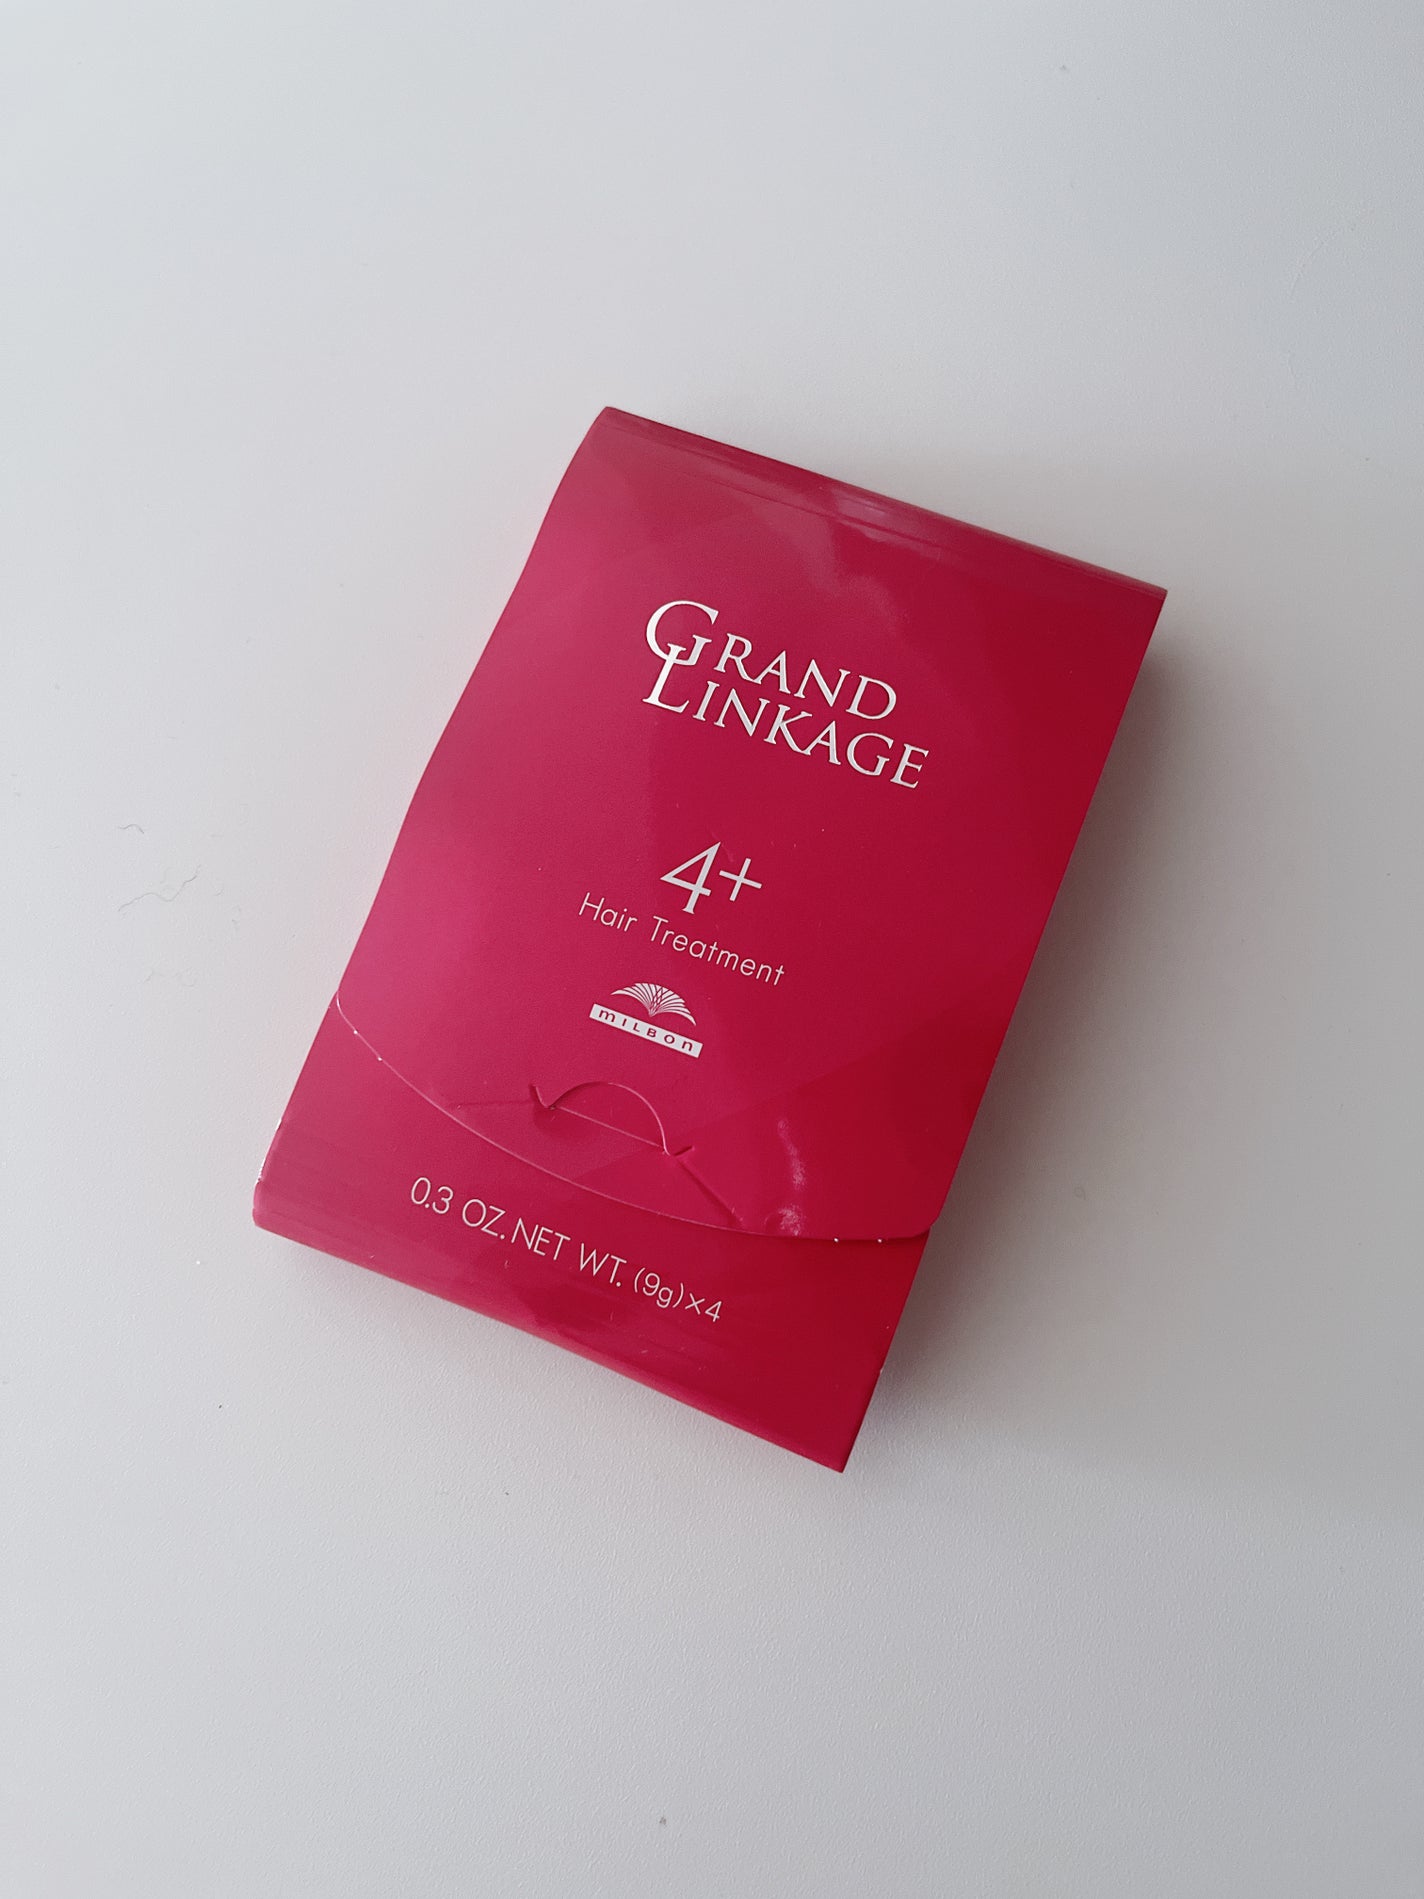 GRAND
LINKAGE
4+
Hair Treatment
mILBon
0.3 OZ. NET WT. (9g)×4